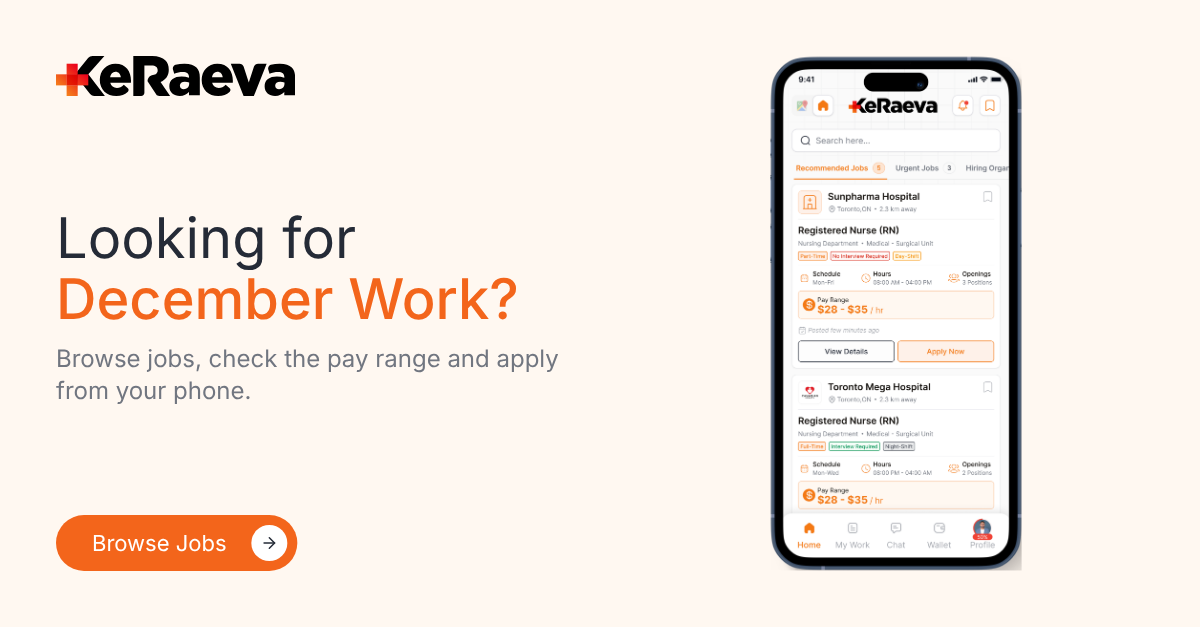 KeRaeva
Looking for
December Work?
Browse jobs, check the pay range and apply
from your phone.
Browse Jobs
9:41
KeRaeva
Search here...
Recommended Jobs 5 Urgent Jobs 3 Hiring Organ
Sunpharma Hospital
Toronto,ON • 2.3 km away
Registered Nurse (RN)
Nursing Department • Medical - Surgical Unit
Part-Time No Interview Required Day-Shift
Schedule Hours Openings
Mon-Fri 08:00 AM - 04:00 PM 3 Positions
Pay Range
$28 - $35 / hr
Posted few minutes ago
View Details Apply Now
Toronto Mega Hospital
Toronto,ON • 2.3 km away
Registered Nurse (RN)
Nursing Department • Medical - Surgical Unit
Full-Time Interview Required Night-Shift
Schedule Hours Openings
Mon-Wed 08:00 PM - 04:00 AM 2 Positions
Pay Range
$28 - $35 / hr
Home My Work Chat Wallet Profile